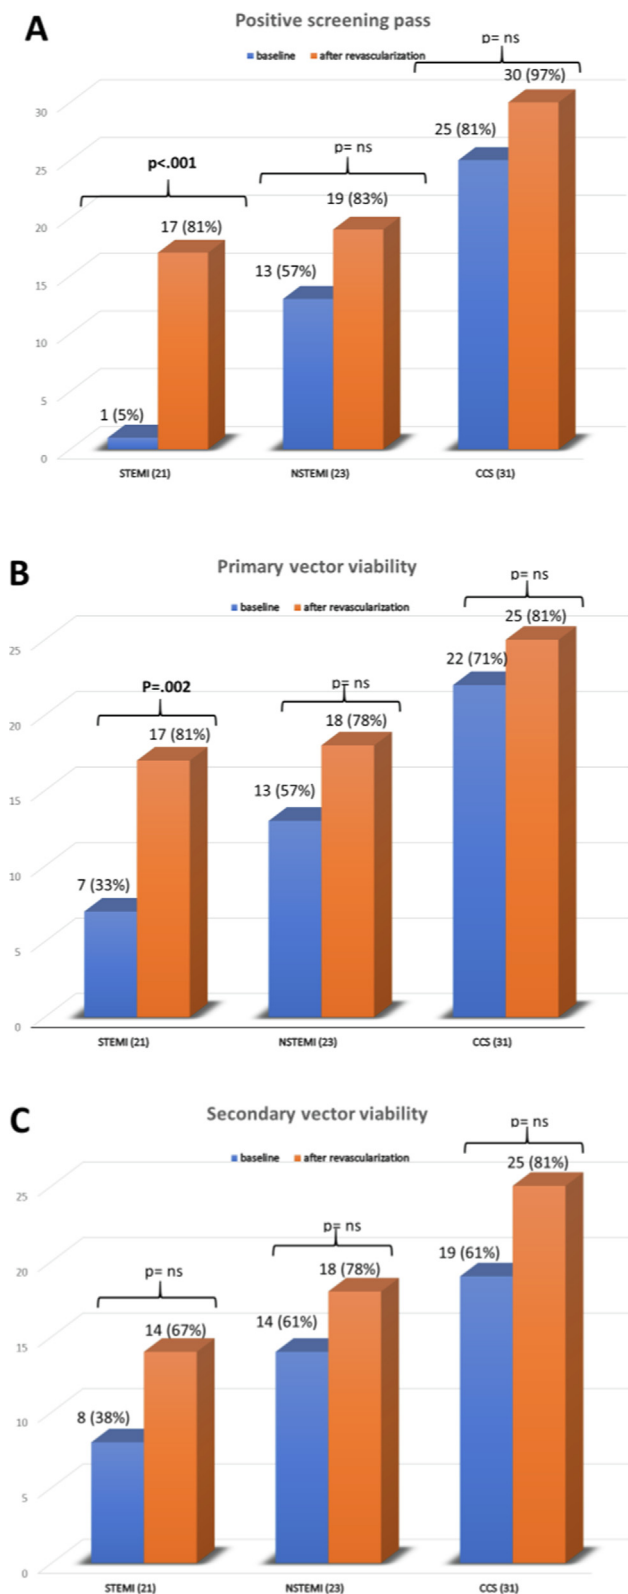 A
Positive screening pass
baseline after revascularization
p= ns
30 (97%)
25 (81%)
p= ns
p<.001
19 (83%)
17 (81%)
13 (57%)
1 (5%)
30
25
20
15
10
5
0
STEMI (21) NSTEMI (23) CCS (31)
B
Primary vector viability
baseline after revascularization
p= ns
25 (81%)
22 (71%)
p= ns
P=.002
18 (78%)
17 (81%)
13 (57%)
7 (33%)
25
20
15
10
5
0
STEMI (21) NSTEMI (23) CCS (31)
C
Secondary vector viability
baseline after revascularization
p= ns
25 (81%)
19 (61%)
p= ns
18 (78%)
p= ns
14 (61%)
14 (67%)
8 (38%)
25
20
15
10
5
0
STEMI (21) NSTEMI (23) CCS (31)